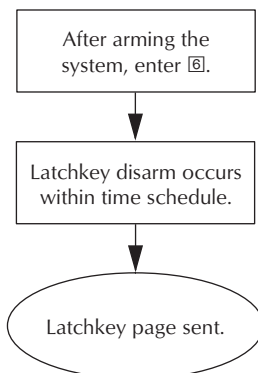 After arming the
system, enter 6.
Latchkey disarm occurs
within time schedule.
Latchkey page sent.